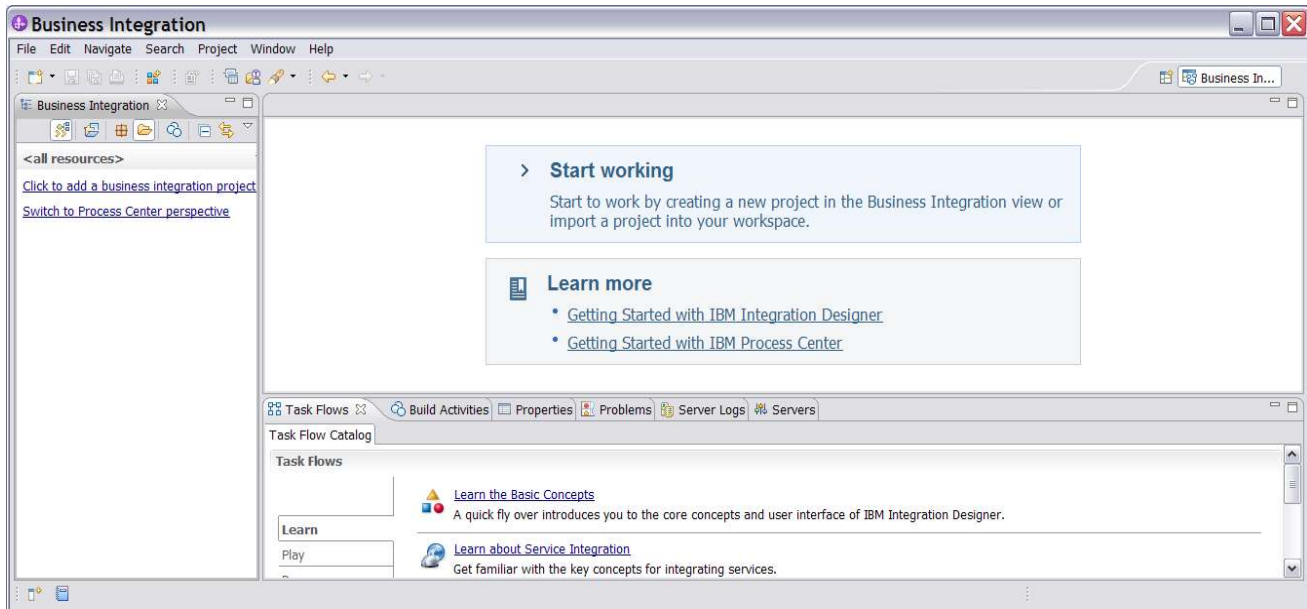 Business Integration
File Edit Navigate Search Project Window Help
Business In...
Business Integration
<all resources>
Click to add a business integration project
Switch to Process Center perspective
Start working
Start to work by creating a new project in the Business Integration view or
import a project into your workspace.
Learn more
• Getting Started with IBM Integration Designer
• Getting Started with IBM Process Center
Task Flows Build Activities Properties Problems Server Logs Servers
Task Flow Catalog
Task Flows
Learn the Basic Concepts
A quick fly over introduces you to the core concepts and user interface of IBM Integration Designer.
Learn
Learn about Service Integration
Play
Get familiar with the key concepts for integrating services.